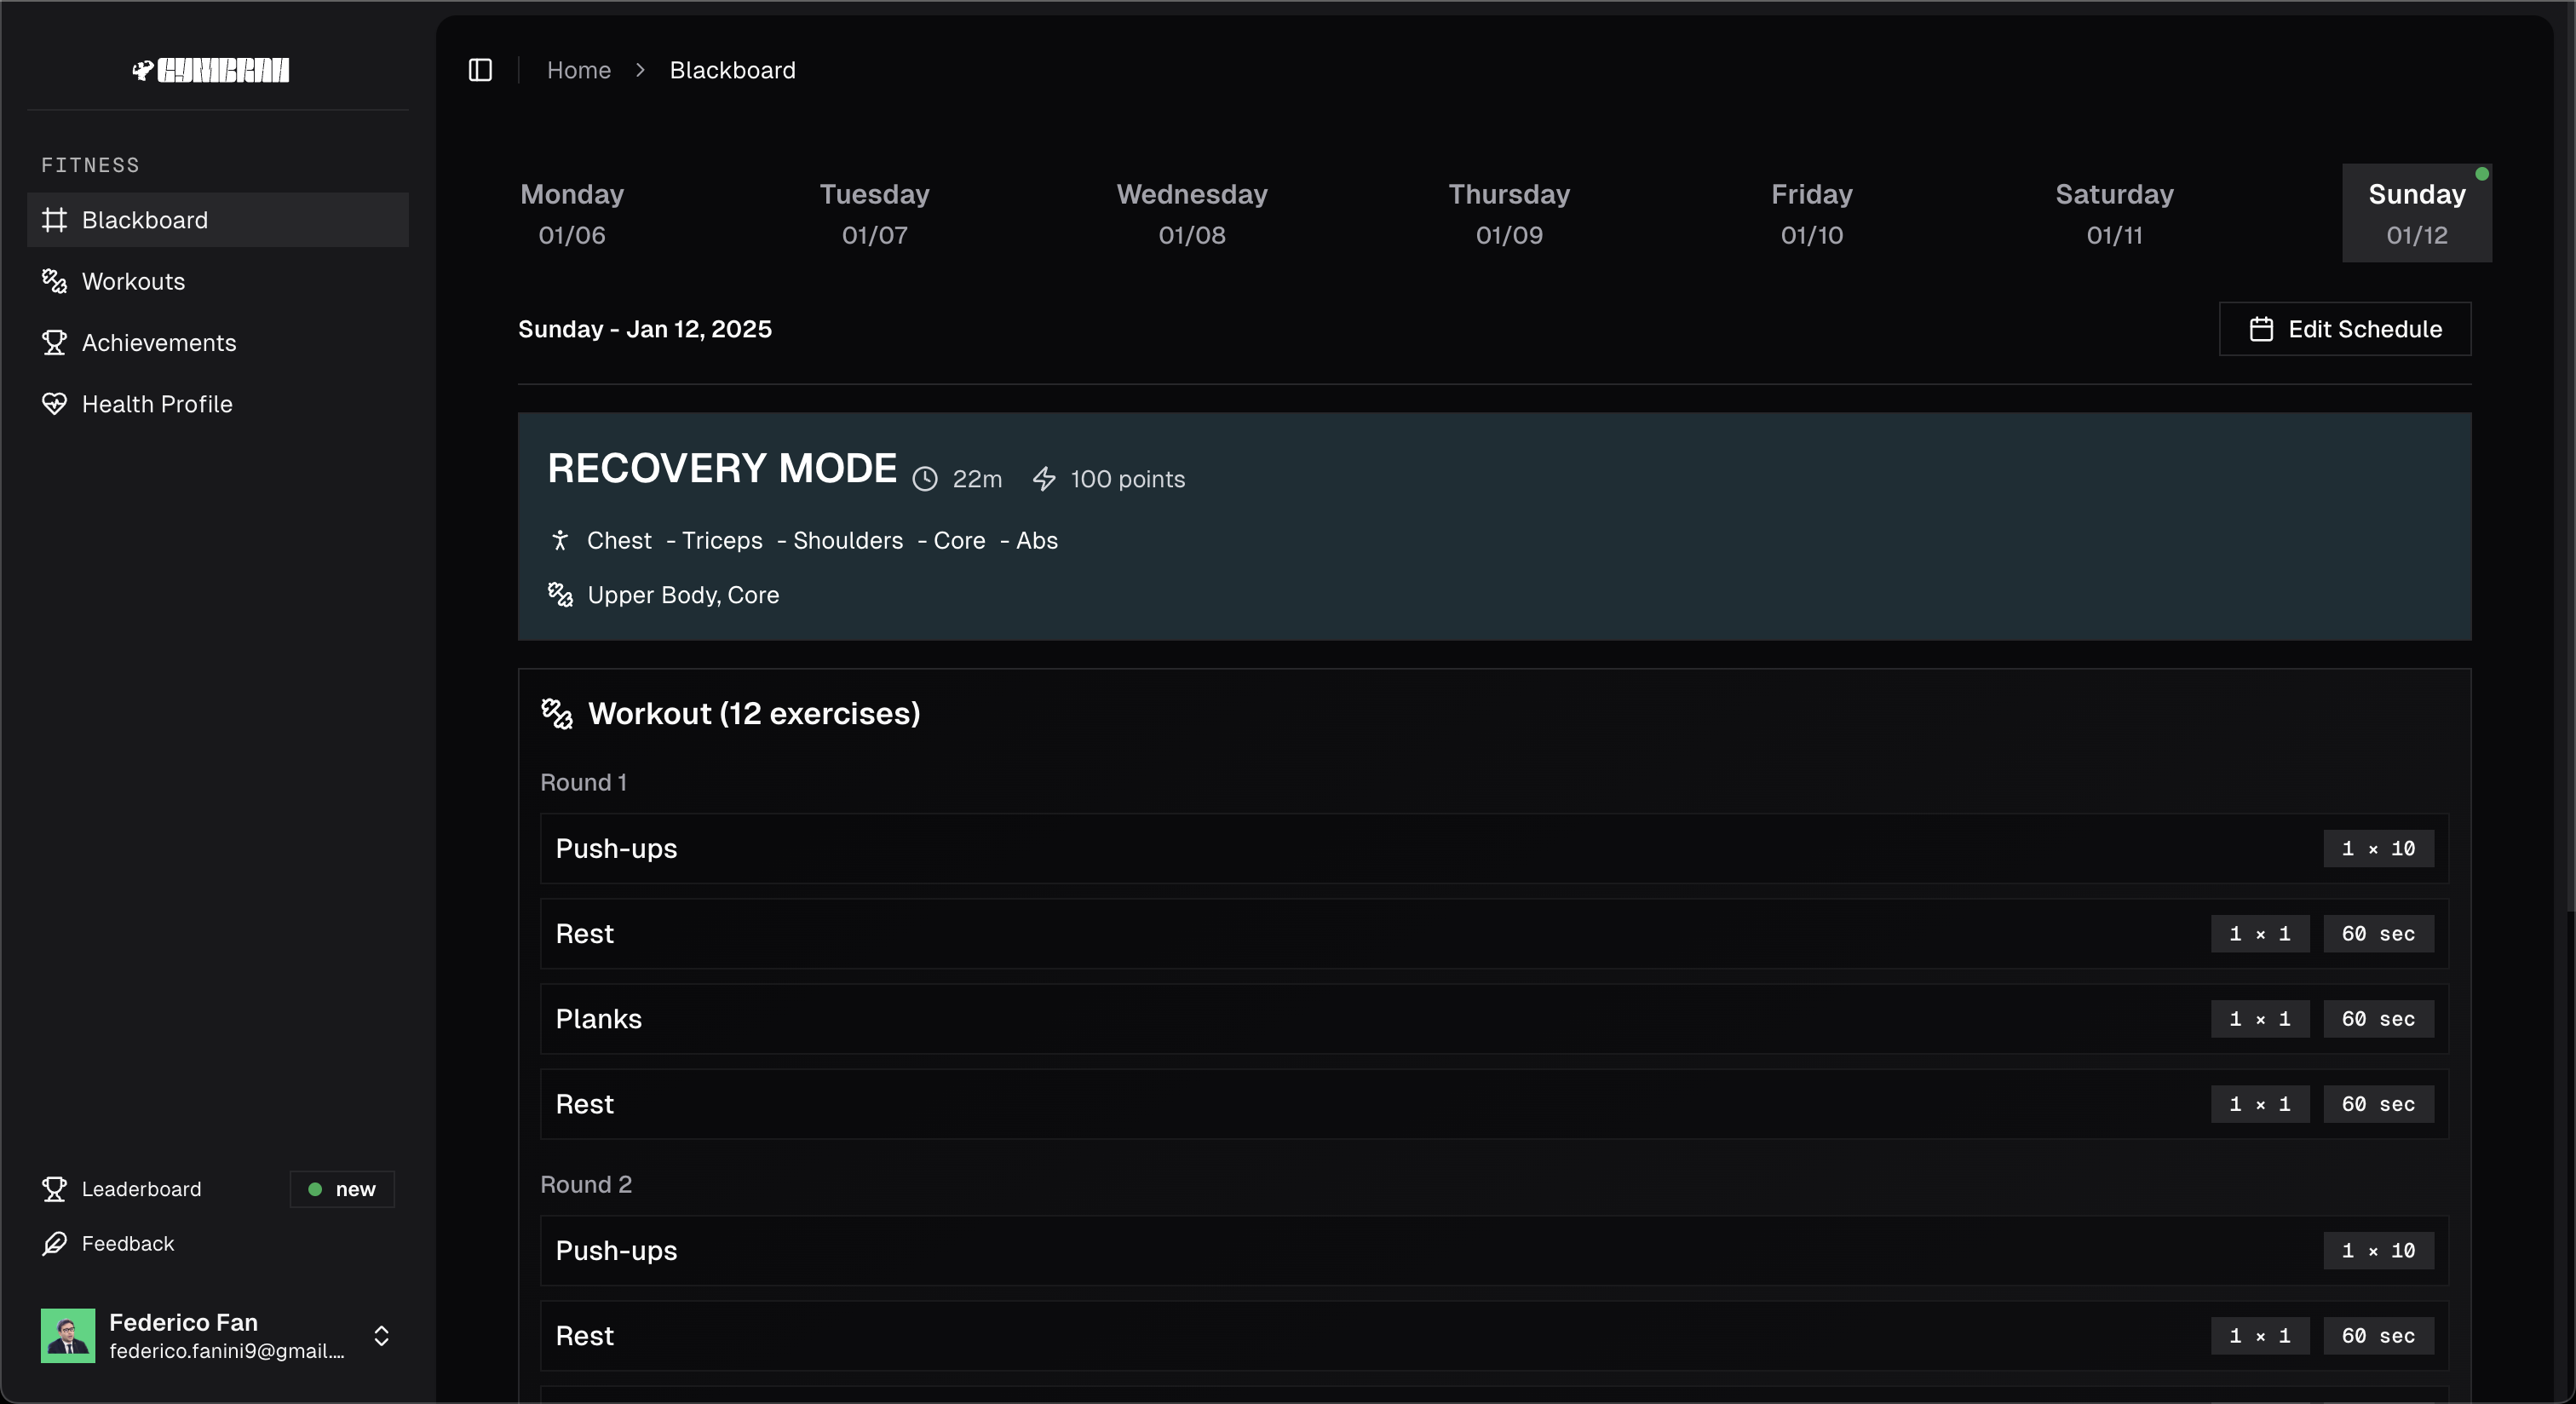 GYMBRAH
Home > Blackboard
FITNESS
Blackboard
Workouts
Achievements
Health Profile
Leaderboard
new
Feedback
Federico Fan
federico.fanini9@gmail....
Monday
01/06
Tuesday
01/07
Wednesday
01/08
Thursday
01/09
Friday
01/10
Saturday
01/11
Sunday
01/12
Sunday - Jan 12, 2025
Edit Schedule
RECOVERY MODE 22m 100 points
Chest - Triceps - Shoulders - Core - Abs
Upper Body, Core
Workout (12 exercises)
Round 1
Push-ups 1 × 10
Rest 1 × 1 60 sec
Planks 1 × 1 60 sec
Rest 1 × 1 60 sec
Round 2
Push-ups 1 × 10
Rest 1 × 1 60 sec